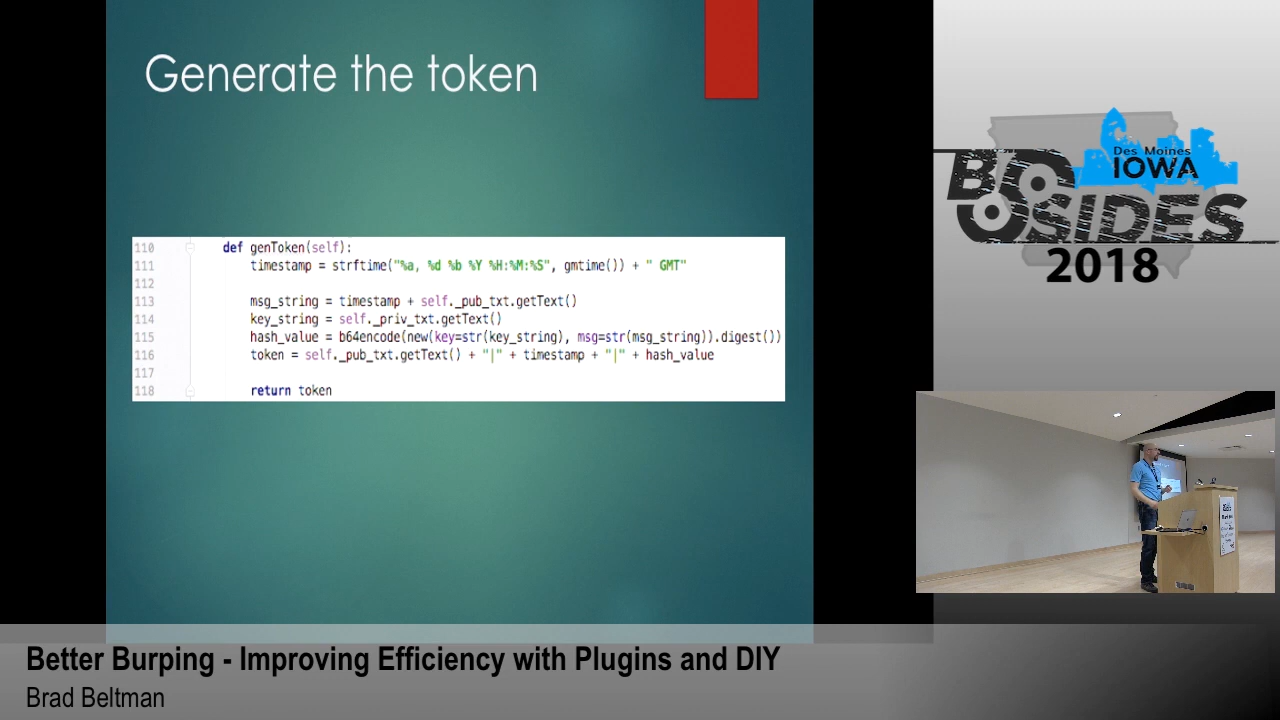 Generate the token
110 def genToken(self):
111 timestamp = strftime("%a, %d %b %Y %H:%M:%S", gmtime()) + " GMT"
112
113 msg_string = timestamp + self._pub_txt.getText()
114 key_string = self._priv_txt.getText()
115 hash_value = b64encode(new(key=str(key_string), msg=str(msg_string)).digest())
116 token = self._pub_txt.getText() + "|" + timestamp + "|" + hash_value
117
118 return token
Des Moines
IOWA
BSIDES
2018
Better Burping - Improving Efficiency with Plugins and DIY
Brad Beltman